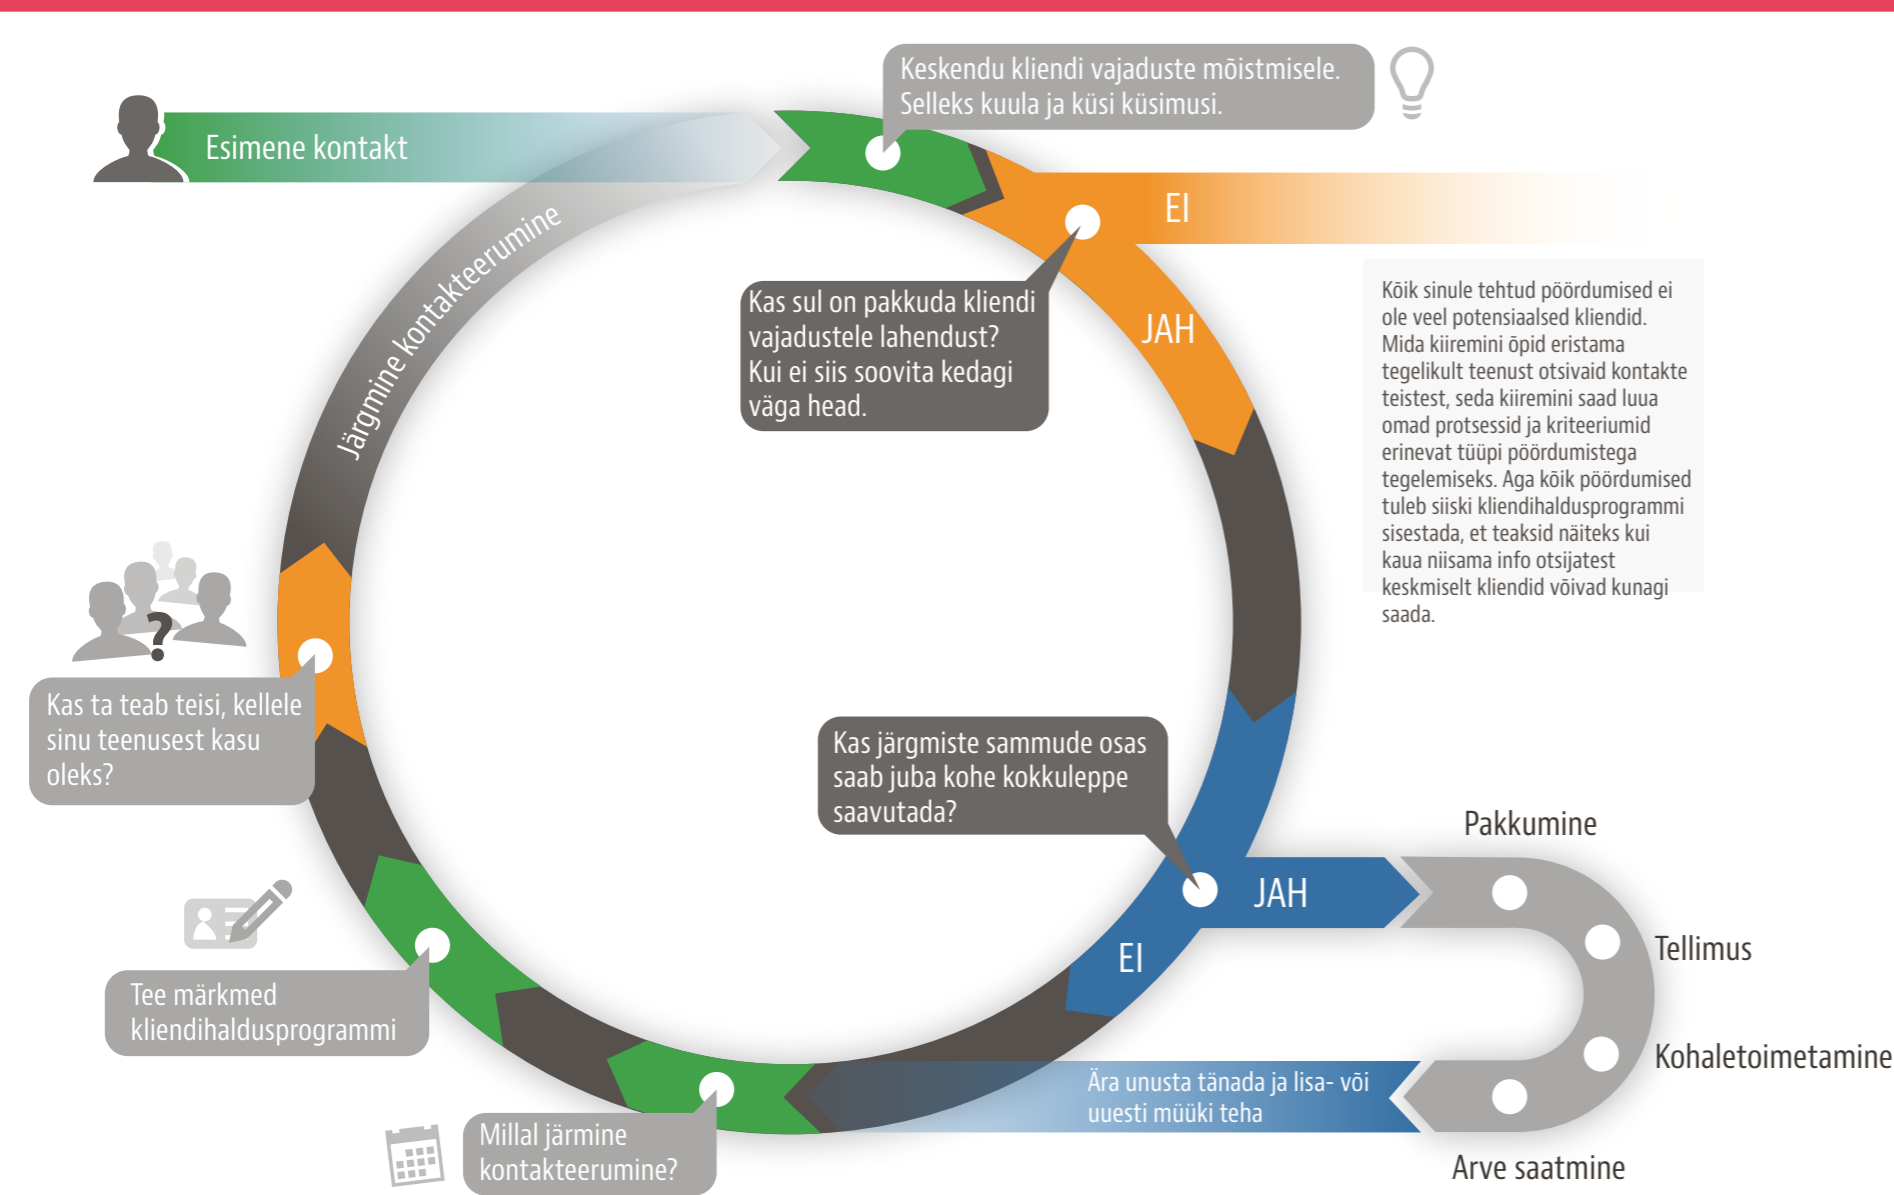 Keskendu kliendi vajaduste mõistmisele.
Selleks kuula ja küsi küsimusi.
Esimene kontakt
EI
Järgmine kontakteerumine
Kas sul on pakkuda kliendi
vajadustele lahendust?
Kui ei siis soovita kedagi
väga head.
JAH
Kõik sinule tehtud pöördumised ei
ole veel potensiaalsed kliendid.
Mida kiiremini õpid eristama
tegelikult teenust otsivaid kontakte
teistest, seda kiiremini saad luua
omad protsessid ja kriteeriumid
erinevat tüüpi pöördumistega
tegelemiseks. Aga kõik pöördumised
tuleb siiski kliendihaldusprogrammi
sisestada, et teaksid näiteks kui
kaua niisama info otsijatest
keskmiselt kliendid võivad kunagi
saada.
?
Kas ta teab teisi, kellele
sinu teenusest kasu
oleks?
Kas järgmiste sammude osas
saab juba kohe kokkuleppe
saavutada?
Pakkumine
JAH
Tellimus
EI
Tee märkmed
kliendihaldusprogrammi
Kohaletoimetamine
Ära unusta tänada ja lisa- või
uuesti müüki teha
Millal järmine
kontakteerumine?
Arve saatmine